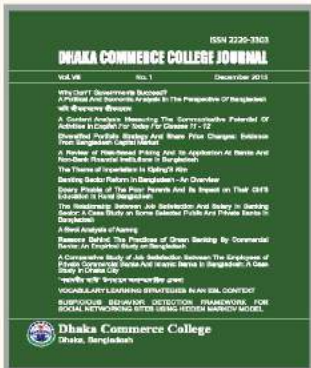 ISSN 2220-3303
DHAKA COMMERCE COLLEGE JOURNAL
Vol. VII No. 1 December 2015
Why Don't Governments Succeed?
A Political And Economic Analysis In The Perspective Of Bangladesh
A Content Analysis Measuring The Communicative Potential Of
Activities in English For Today For Classes 11 - 12
Diversified Portfolio Strategy And Share Price Changes: Evidence
From Bangladesh Capital Market
A Review of Risk-Based Pricing And Its Application At Banks And
Non-Bank Financial Institutions In Bangladesh
The Theme of Imperialism in Kipling's Kim
Banking Sector Reform In Bangladesh - An Overview
Dowry Plights of The Poor Parents And Its Impact on Their Girl'S
Education In Rural Bangladesh
The Relationship Between Job Satisfaction And Salary In Banking
Sector: A Case Study on Some Selected Public And Private Banks In
Bangladesh
A Brief Analysis of
Reasons Behind The Practices of Green Banking By Commercial
Banks: An Empirical Study on Bangladesh
A Comparative Study of Job Satisfaction Between The Employees of
Private Commercial Banks And Islamic Banks In Bangladesh: A Case
Study In Dhaka City
VOCABULARY LEARNING STRATEGIES IN AN ESL CONTEXT
SUSPICIOUS BEHAVIOR DETECTION FRAMEWORK FOR
SOCIAL NETWORKING SITES USING HIDDEN MARKOV MODEL
Dhaka Commerce College
Dhaka, Bangladesh